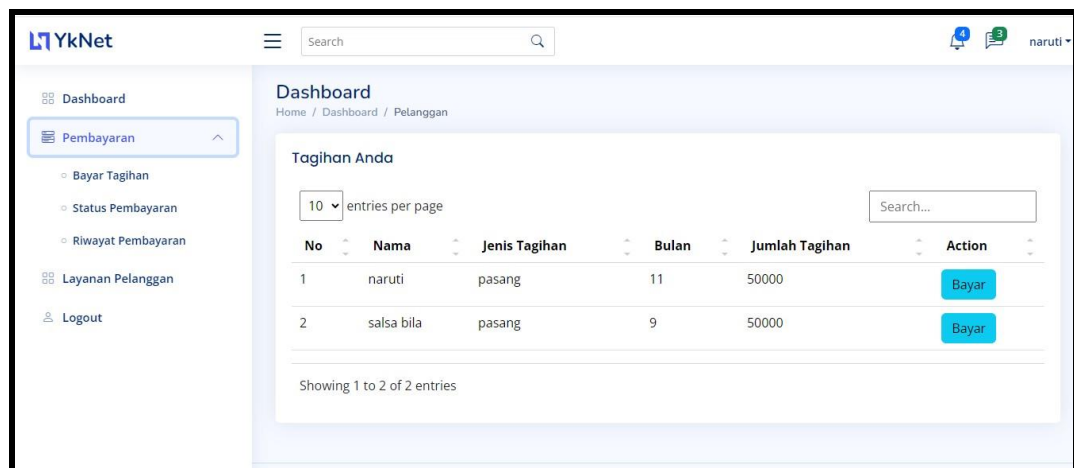 YkNet
Search
4
3
naruti
Dashboard
Pembayaran
Bayar Tagihan
Status Pembayaran
Riwayat Pembayaran
Layanan Pelanggan
Logout
Dashboard
Home / Dashboard / Pelanggan
Tagihan Anda
10 entries per page
Search...
No Nama Jenis Tagihan Bulan Jumlah Tagihan Action
1 naruti pasang 11 50000 Bayar
2 salsa bila pasang 9 50000 Bayar
Showing 1 to 2 of 2 entries